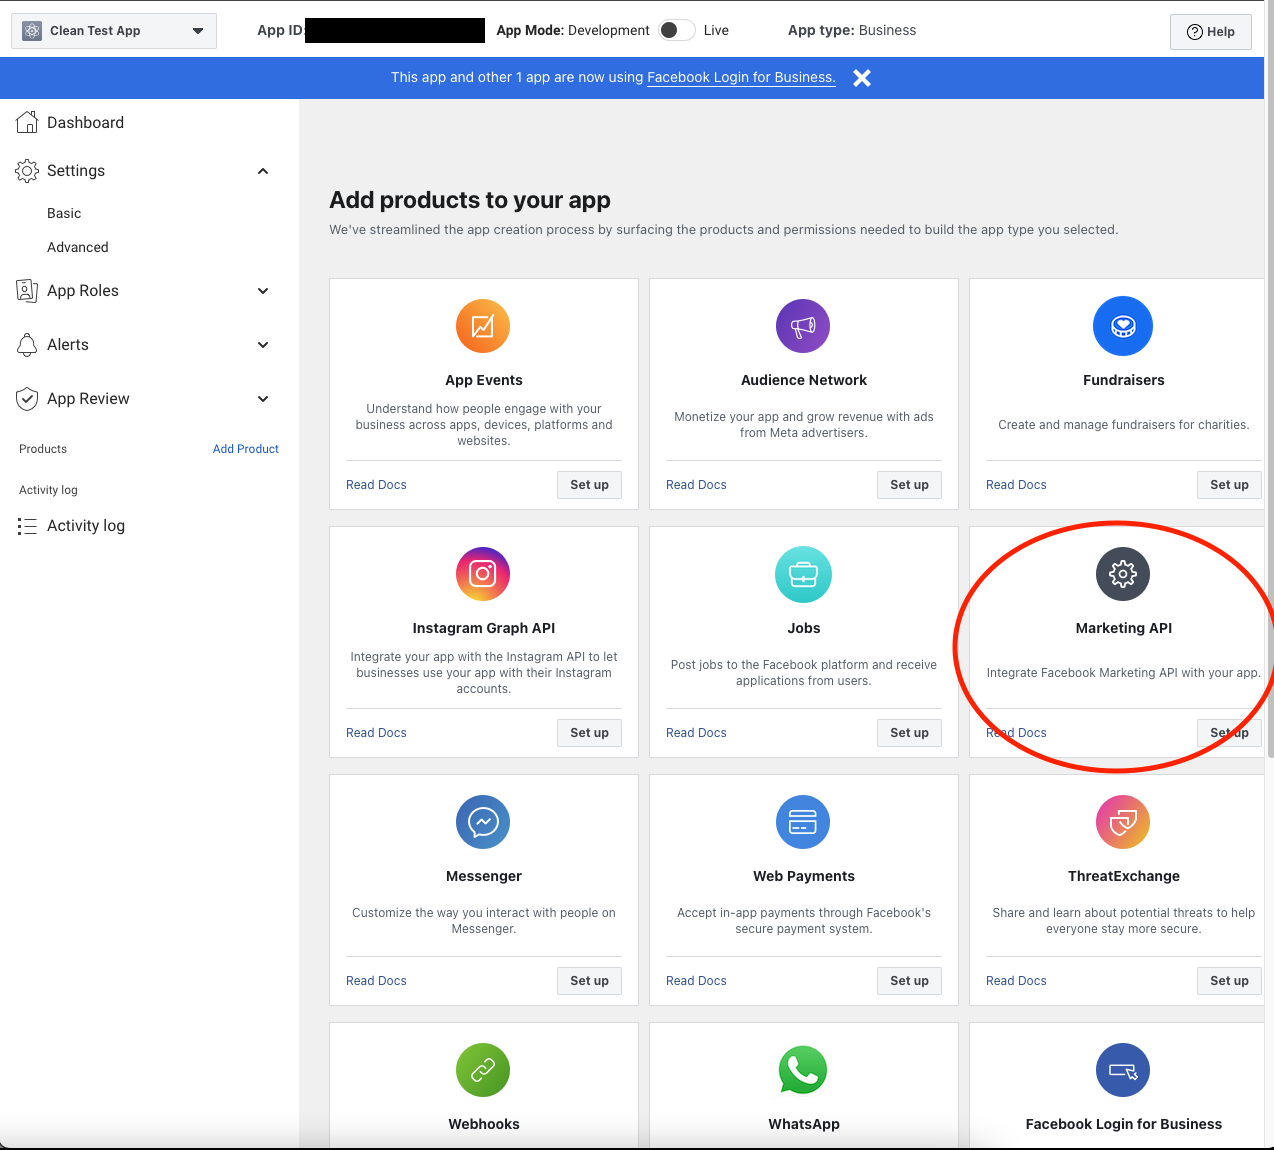 Clean Test App
App ID:
App Mode: Development
Live
App type: Business
Help
This app and other 1 app are now using Facebook Login for Business.
Dashboard
Settings
Basic
Advanced
App Roles
Alerts
App Review
Products
Add Product
Activity log
Activity log
Add products to your app
We've streamlined the app creation process by surfacing the products and permissions needed to build the app type you selected.
App Events
Understand how people engage with your
business across apps, devices, platforms and
websites.
Read Docs
Set up
Audience Network
Monetize your app and grow revenue with ads
from Meta advertisers.
Read Docs
Set up
Fundraisers
Create and manage fundraisers for charities.
Read Docs
Set up
Instagram Graph API
Integrate your app with the Instagram API to let
businesses use your app with their Instagram
accounts.
Read Docs
Set up
Jobs
Post jobs to the Facebook platform and receive
applications from users.
Read Docs
Set up
Marketing API
Integrate Facebook Marketing API with your app.
Read Docs
Set up
Messenger
Customize the way you interact with people on
Messenger.
Read Docs
Set up
Web Payments
Accept in-app payments through Facebook's
secure payment system.
Read Docs
Set up
ThreatExchange
Share and learn about potential threats to help
everyone stay more secure.
Read Docs
Set up
Webhooks
WhatsApp
Facebook Login for Business